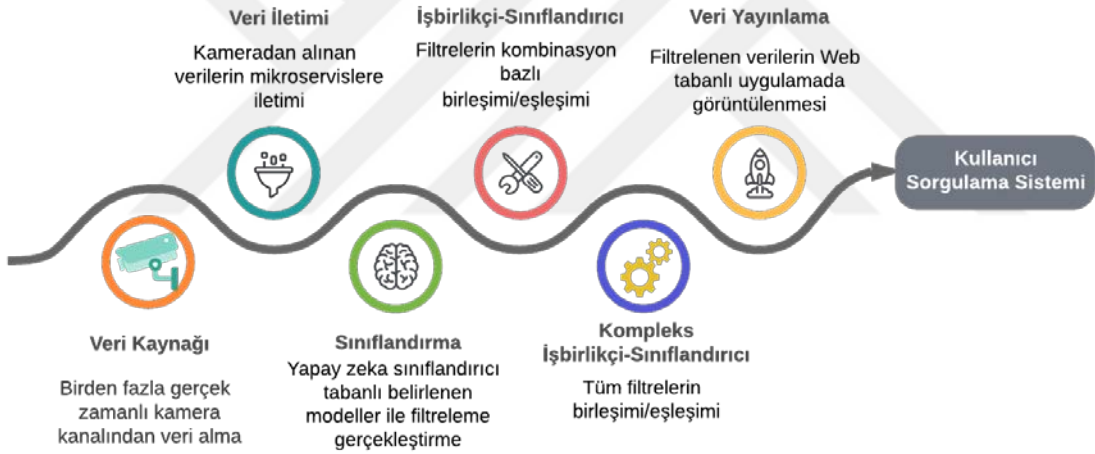 Veri Kaynağı
Birden fazla gerçek
zamanlı kamera
kanalından veri alma
Veri İletimi
Kameradan alınan
verilerin mikroservislere
iletimi
Sınıflandırma
Yapay zeka sınıflandırıcı
tabanlı belirlenen
modeller ile filtreleme
gerçekleştirme
İşbirlikçi-Sınıflandırıcı
Filtrelerin kombinasyon
bazlı
birleşimi/eşleşimi
Kompleks
İşbirlikçi-Sınıflandırıcı
Tüm filtrelerin
birleşimi/eşleşimi
Veri Yayınlama
Filtrelenen verilerin Web
tabanlı uygulamada
görüntülenmesi
Kullanıcı
Sorgulama Sistemi